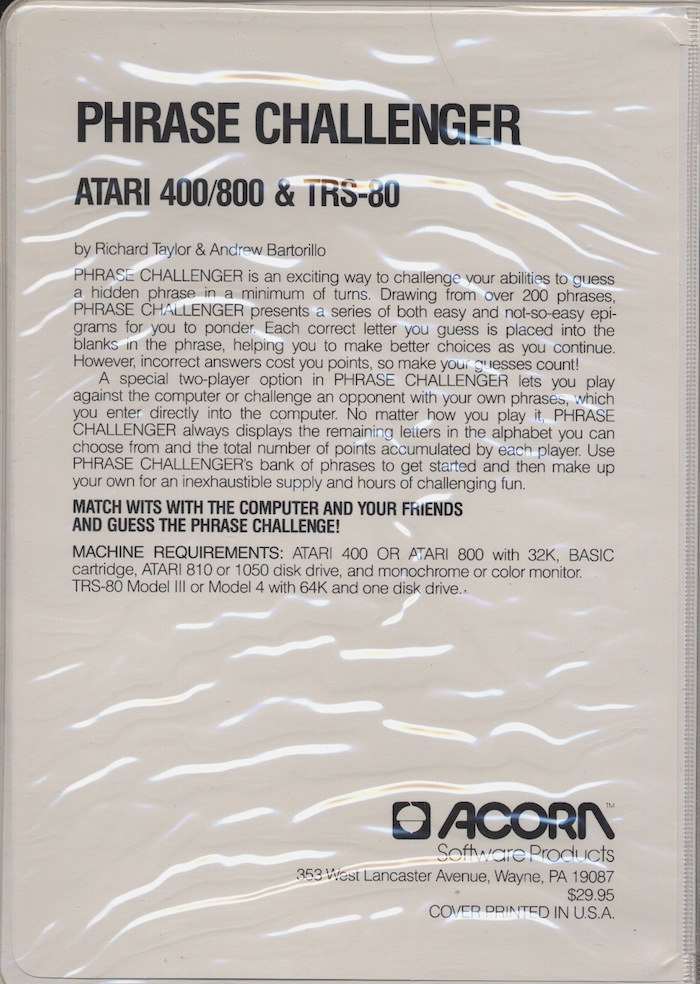 PHRASE CHALLENGER
ATARI 400/800 & TRS-80
by Richard Taylor & Andrew Bartorillo
PHRASE CHALLENGER is an exciting way to challenge your abilities to guess
a hidden phrase in a minimum of turns. Drawing from over 200 phrases,
PHRASE CHALLENGER presents a series of both easy and not-so-easy epi-
grams for you to ponder. Each correct letter you guess is placed into the
blanks in the phrase, helping you to make better choices as you continue.
However, incorrect answers cost you points, so make your guesses count!
A special two-player option in PHRASE CHALLENGER lets you play
against the computer or challenge an opponent with your own phrases, which
you enter directly into the computer. No matter how you play it, PHRASE
CHALLENGER always displays the remaining letters in the alphabet you can
choose from and the total number of points accumulated by each player. Use
PHRASE CHALLENGER's bank of phrases to get started and then make up
your own for an inexhaustible supply and hours of challenging fun.
MATCH WITS WITH THE COMPUTER AND YOUR FRIENDS
AND GUESS THE PHRASE CHALLENGE!
MACHINE REQUIREMENTS: ATARI 400 OR ATARI 800 with 32K, BASIC
cartridge, ATARI 810 or 1050 disk drive, and monochrome or color monitor.
TRS-80 Model III or Model 4 with 64K and one disk drive.
ACORN™
Software Products
353 West Lancaster Avenue, Wayne, PA 19087
$29.95
COVER PRINTED IN U.S.A.